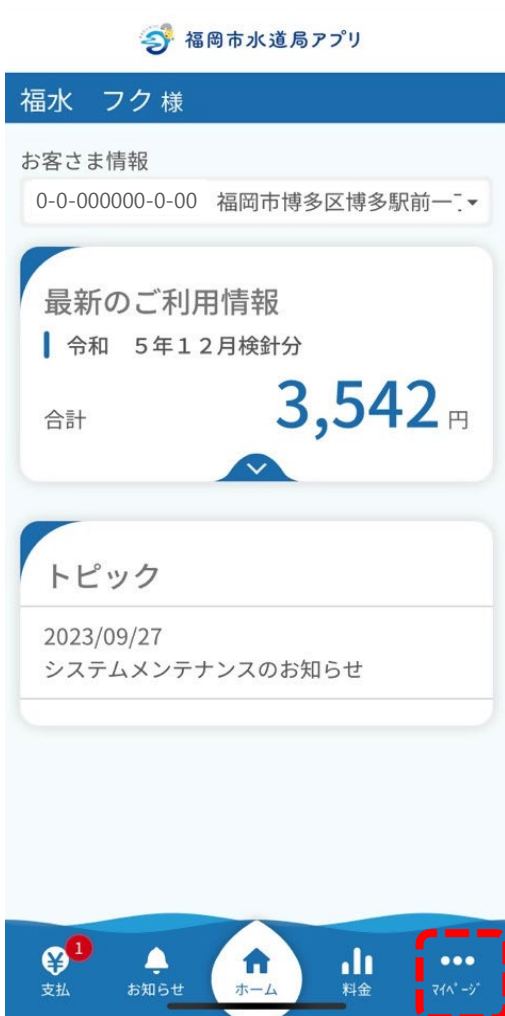 福岡市水道局アプリ
福水　フク 様
お客さま情報
0-0-000000-0-00　福岡市博多区博多駅前一
最新のご利用情報
令和　５年１２月検針分
合計　3,542 円
トピック
2023/09/27
システムメンテナンスのお知らせ
1
支払　お知らせ　ホーム　料金　ﾏｲﾍﾟｰｼﾞ